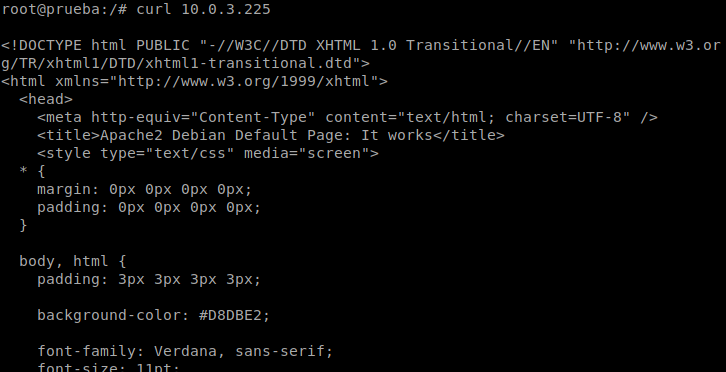 root@prueba:/# curl 10.0.3.225
<!DOCTYPE html PUBLIC "-//W3C//DTD XHTML 1.0 Transitional//EN" "http://www.w3.or
g/TR/xhtml1/DTD/xhtml1-transitional.dtd">
<html xmlns="http://www.w3.org/1999/xhtml">
  <head>
    <meta http-equiv="Content-Type" content="text/html; charset=UTF-8" />
    <title>Apache2 Debian Default Page: It works</title>
    <style type="text/css" media="screen">
  * {
    margin: 0px 0px 0px 0px;
    padding: 0px 0px 0px 0px;
  }
  body, html {
    padding: 3px 3px 3px 3px;
    background-color: #D8DBE2;
    font-family: Verdana, sans-serif;
    font-size: 11pt;